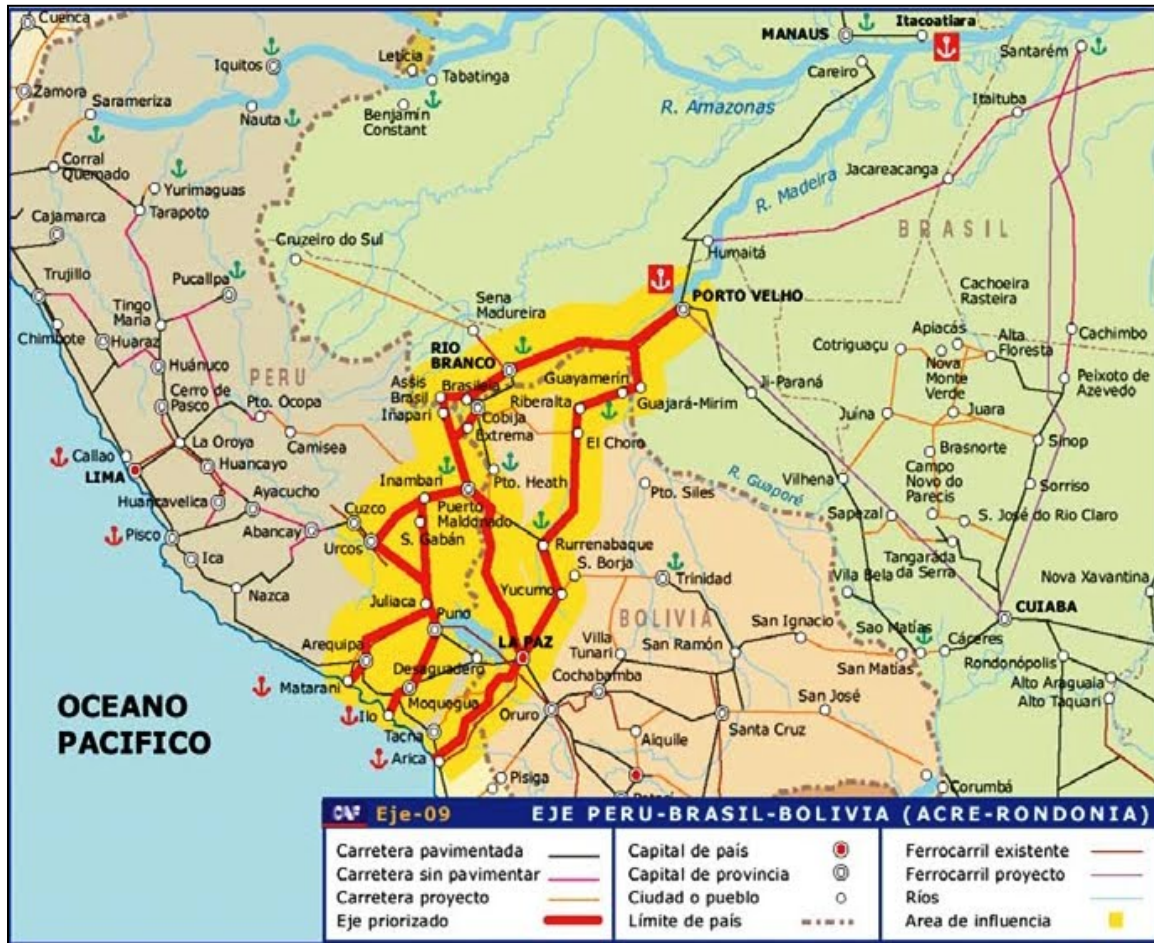 Cuenca
Zamora
Sarameriza
Iquitos
Nauta
Leticia
Tabatinga
Benjamín
Constant
MANAUS
Itacoatiara
Careiro
Santarém
R. Amazonas
Itaituba
Corral
Quemado
Yurimaguas
Tarapoto
Cajamarca
Jacareacanga
R. Madeira
BRASIL
Cruzeiro do Sul
Humaitá
Trujillo
Pucallpa
Tingo
María
Chimbote
Huaraz
Huánuco
Sena
Madureira
PORTO VELHO
Cachoeira
Rasteira
Apiacás
Alta
Floresta
Cotriguaçu
Nova
Monte
Verde
Cachimbo
PERU
RIO
BRANCO
Cerro de
Pasco
Pto. Ocopa
Assis
Brasil
Brasileia
Iñapari
Cobija
Extrema
Guayamerín
Riberalta
Guajará-Mirim
Ji-Paraná
Juína
Juara
Peixoto de
Azevedo
Camisea
El Choro
La Oroya
Callao
LIMA
Huancayo
Huancavelica
Ayacucho
Inambari
Pto. Heath
Puerto
Maldonado
Pto. Siles
R. Guaporé
Vilhena
Brasnorte
Campo
Novo do
Parecis
Sinop
Sorriso
Pisco
Ica
Abancay
Cuzco
Urcos
S. Gabán
Rurrenabaque
S. Borja
Sapezal
S. José do Rio Claro
Tangará da
da Serra
Nazca
Juliaca
Yucumo
Trinidad
Vila Bela
Nova Xavantina
Puno
BOLIVIA
CUIABA
Arequipa
LA PAZ
Villa
Tunari
San Ramón
San Ignacio
Sao Matías
Cáceres
San Matías
Rondonópolis
Matarani
Desaguadero
Cochabamba
Alto Araguala
Alto Taquari
OCEANO
PACIFICO
Moquegua
Ilo
Oruro
San José
Santa Cruz
Tacna
Arica
Aiquile
Pisiga
Corumbá
CAF Eje-09 EJE PERU-BRASIL-BOLIVIA (ACRE-RONDONIA)
Carretera pavimentada
Carretera sin pavimentar
Carretera proyecto
Eje priorizado
Capital de país
Capital de provincia
Ciudad o pueblo
Límite de país
Ferrocarril existente
Ferrocarril proyecto
Ríos
Area de influencia